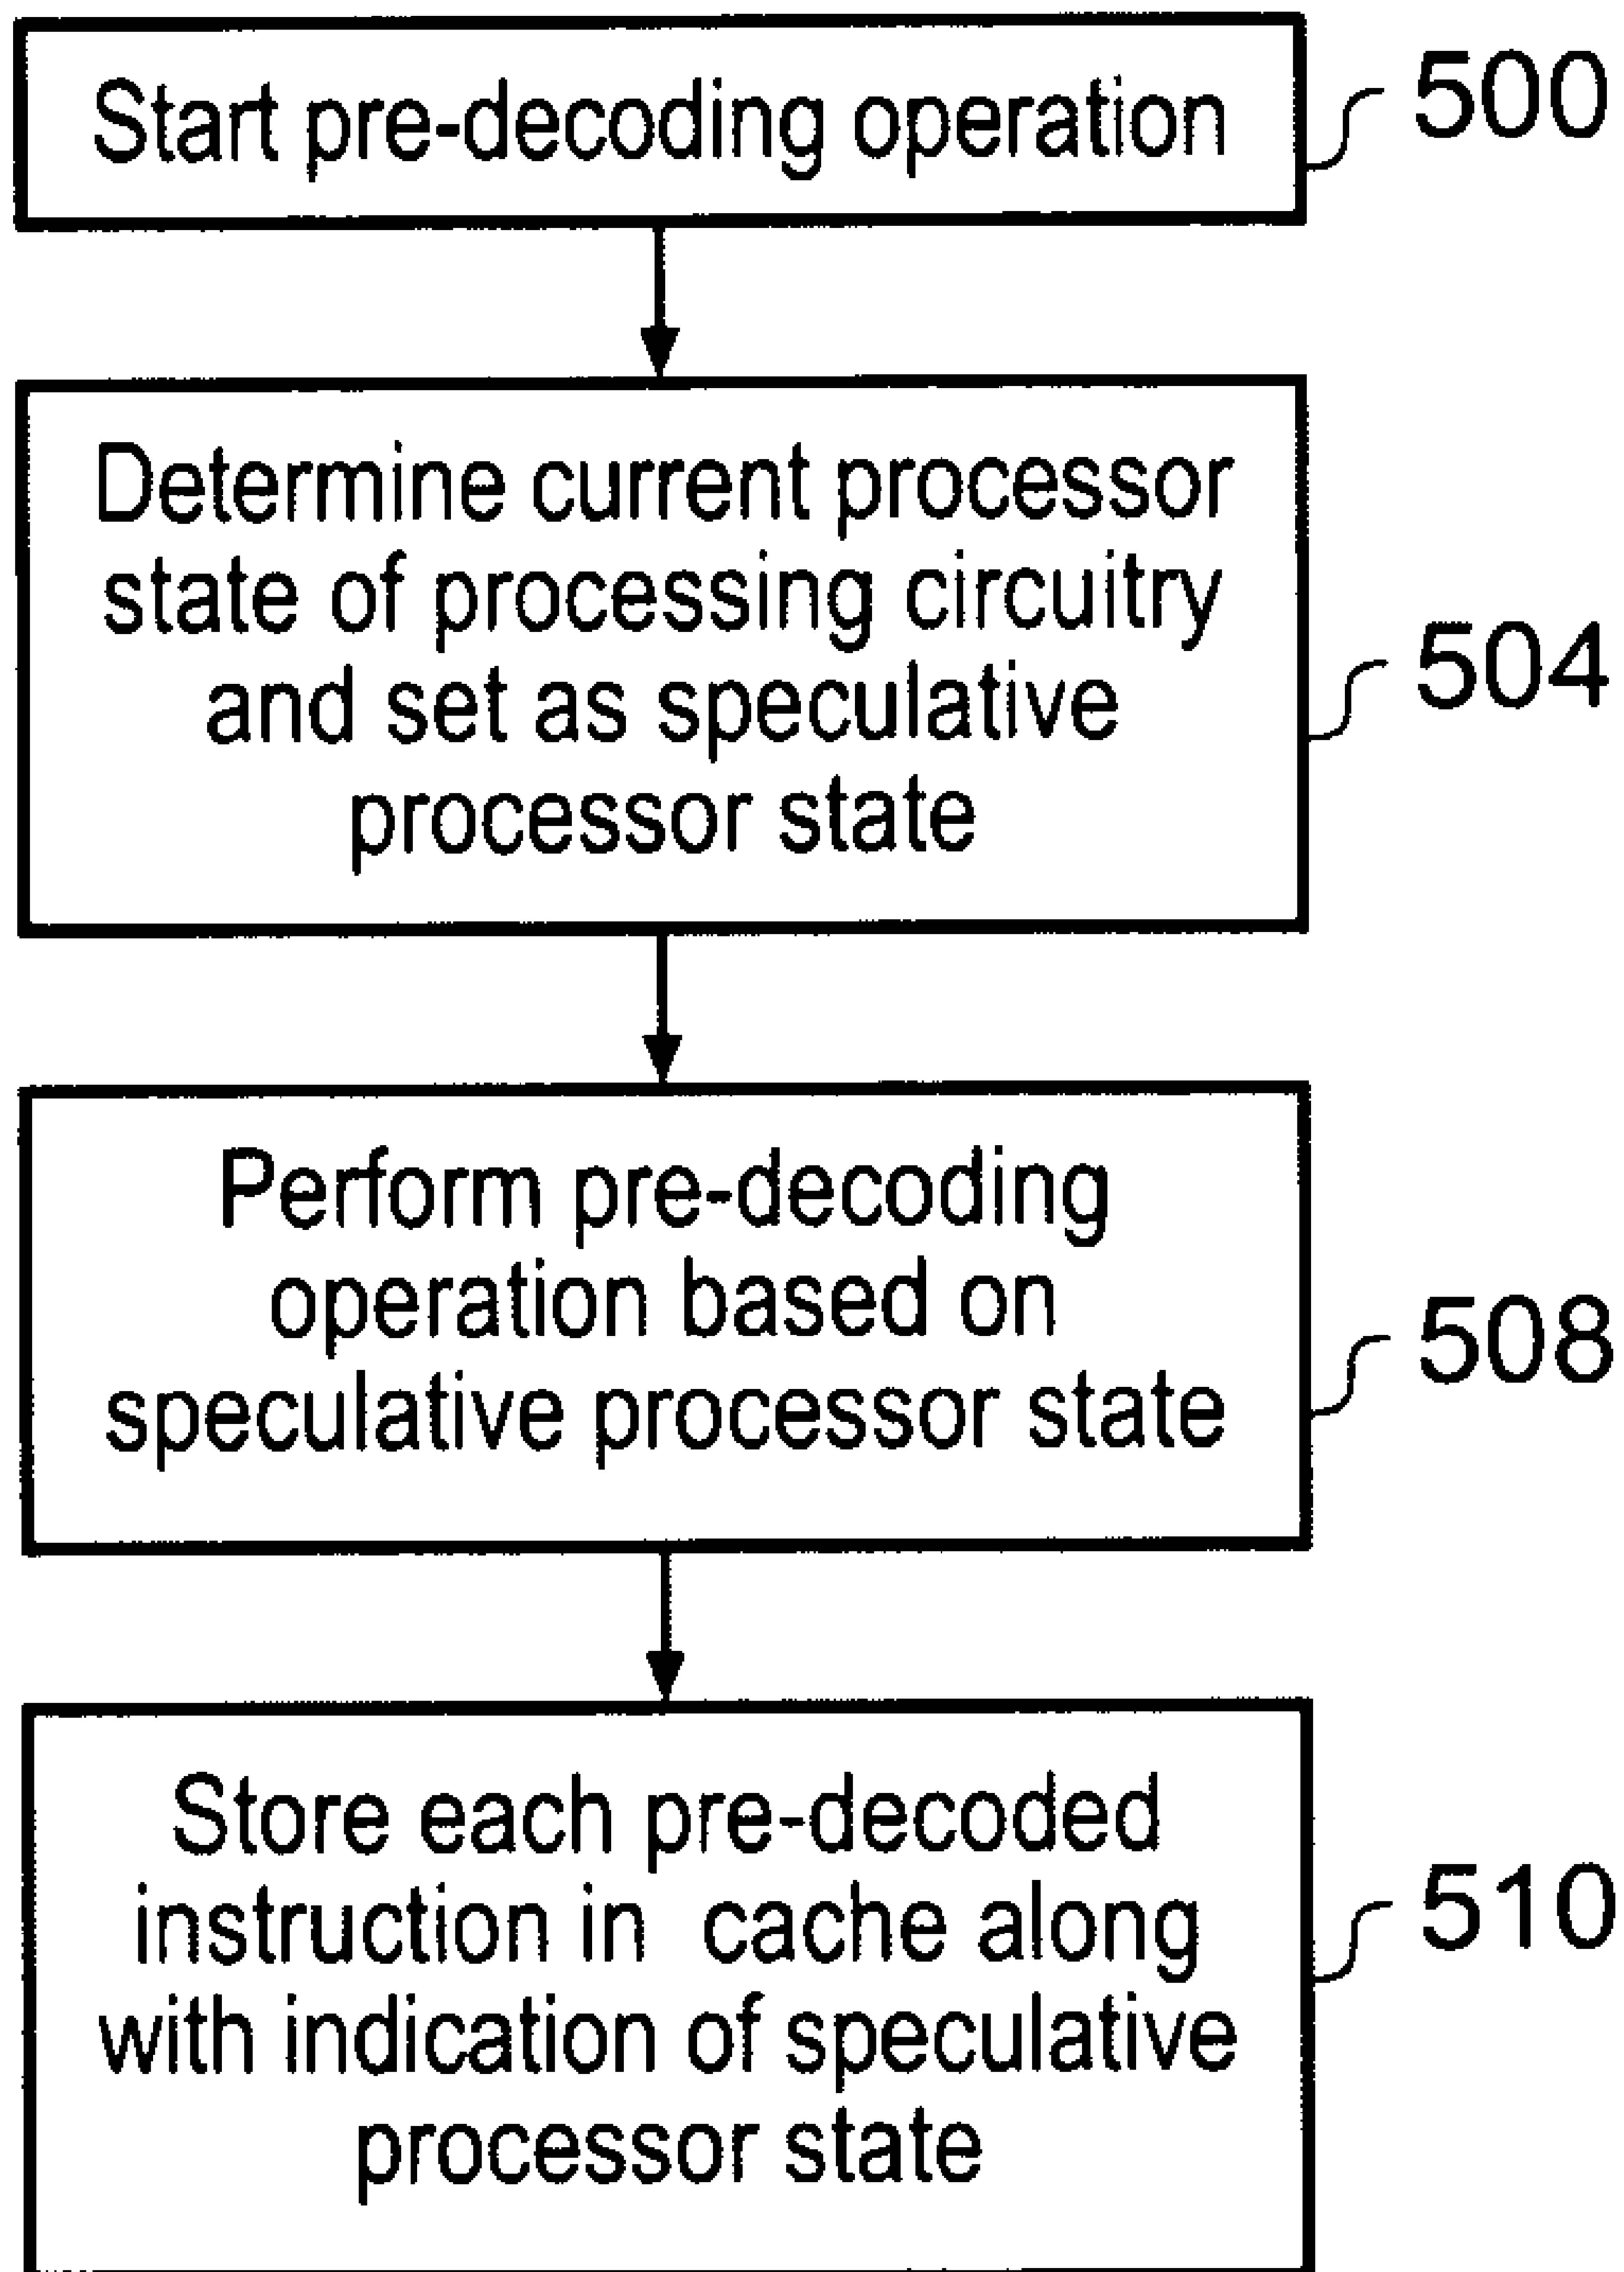 Start pre-decoding operation
500
Determine current processor
state of processing circuitry
and set as speculative
processor state
504
Perform pre-decoding
operation based on
speculative processor state
508
Store each pre-decoded
instruction in cache along
with indication of speculative
processor state
510